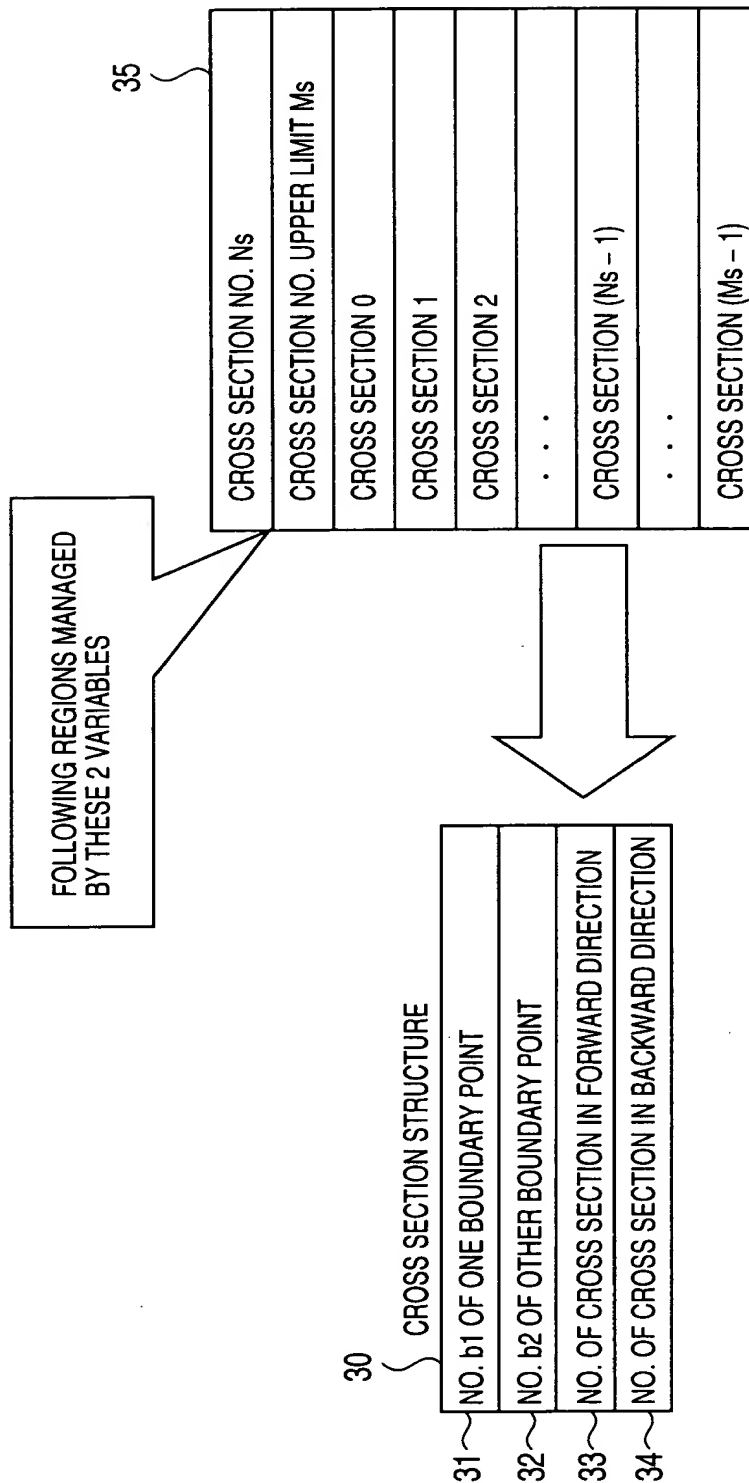 FOLLOWING REGIONS MANAGED
BY THESE 2 VARIABLES
35
CROSS SECTION NO. Ns
CROSS SECTION NO. UPPER LIMIT Ms
CROSS SECTION 0
CROSS SECTION 1
CROSS SECTION 2
. . .
CROSS SECTION (Ns – 1)
. . .
CROSS SECTION (Ms – 1)
CROSS SECTION STRUCTURE
30
31 NO. b1 OF ONE BOUNDARY POINT
32 NO. b2 OF OTHER BOUNDARY POINT
33 NO. OF CROSS SECTION IN FORWARD DIRECTION
34 NO. OF CROSS SECTION IN BACKWARD DIRECTION